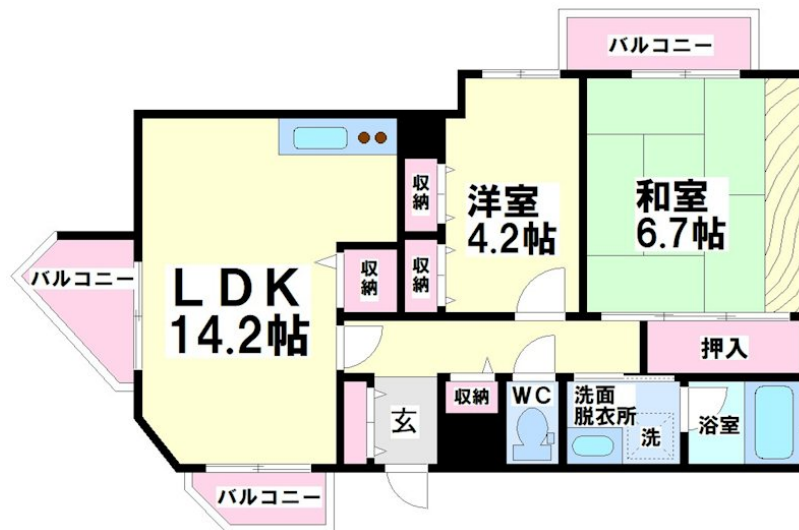 バルコニー
収納
洋室
4.2帖
和室
6.7帖
バルコニー
LDK
14.2帖
収納
収納
押入
玄
収納
WC
洗面
脱衣所
洗
浴室
バルコニー